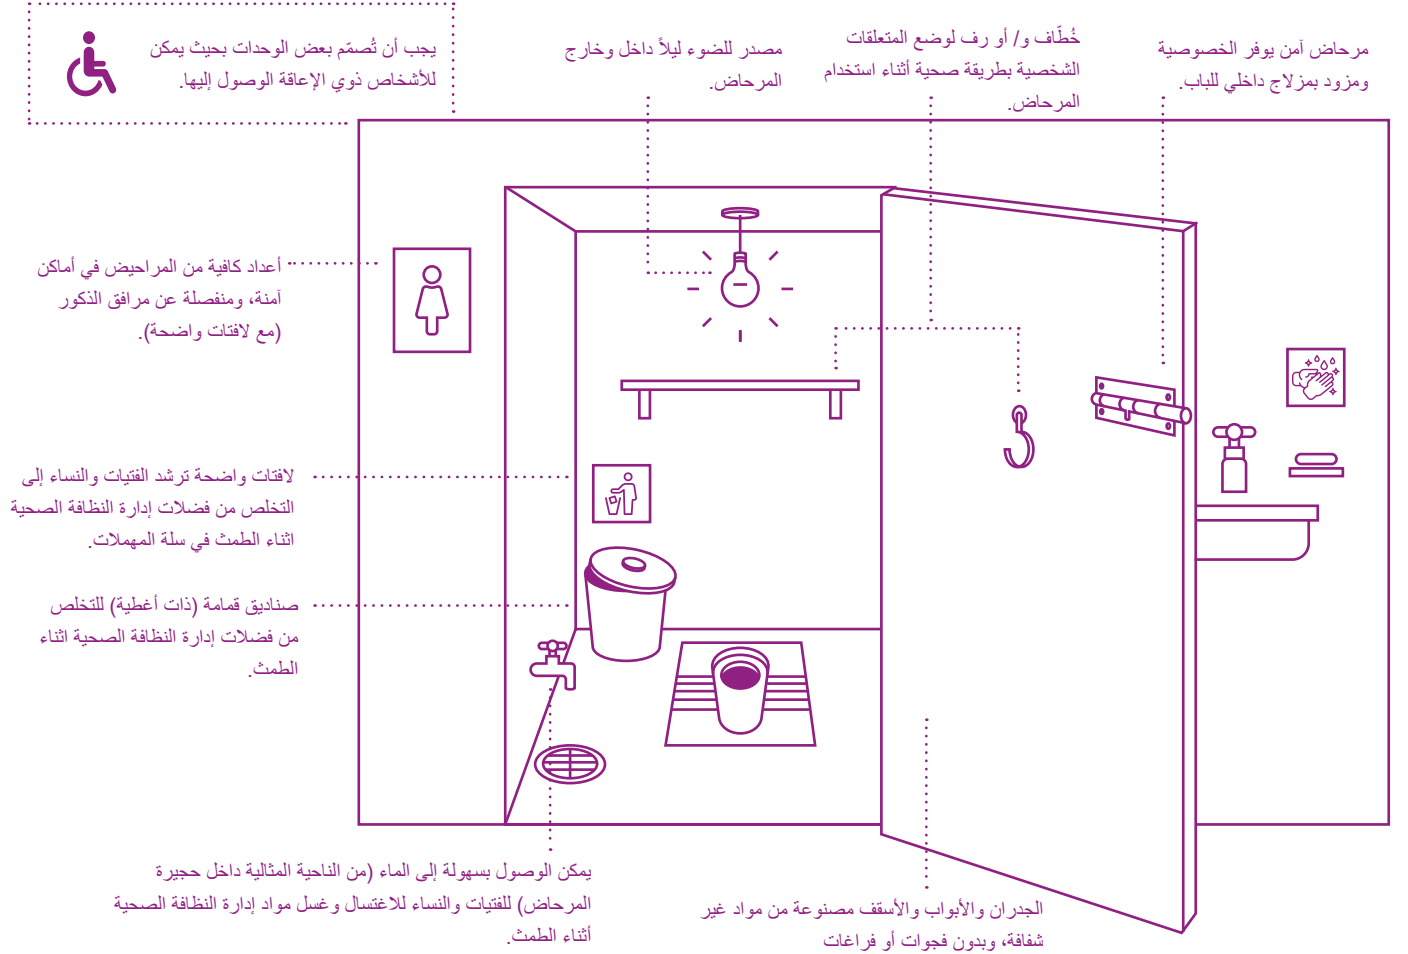 مرحاض آمن يوفر الخصوصية
ومزود بمزلاج داخلي للباب.
خُطّاف و/ أو رف لوضع المتعلقات
الشخصية بطريقة صحية أثناء استخدام
المرحاض.
مصدر للضوء ليلاً داخل وخارج
المرحاض.
يجب أن تُصمّم بعض الوحدات بحيث يمكن
للأشخاص ذوي الإعاقة الوصول إليها.
أعداد كافية من المراحيض في أماكن
آمنة، ومنفصلة عن مرافق الذكور
(مع لافتات واضحة).
لافتات واضحة ترشد الفتيات والنساء إلى
التخلص من فضلات إدارة النظافة الصحية
اثناء الطمث في سلة المهملات.
صناديق قمامة (ذات أغطية) للتخلص
من فضلات إدارة النظافة الصحية اثناء
الطمث.
يمكن الوصول بسهولة إلى الماء (من الناحية المثالية داخل حجيرة
المرحاض) للفتيات والنساء للاغتسال وغسل مواد إدارة النظافة الصحية
أثناء الطمث.
الجدران والأبواب والأسقف مصنوعة من مواد غير
شفافة، وبدون فجوات أو فراغات